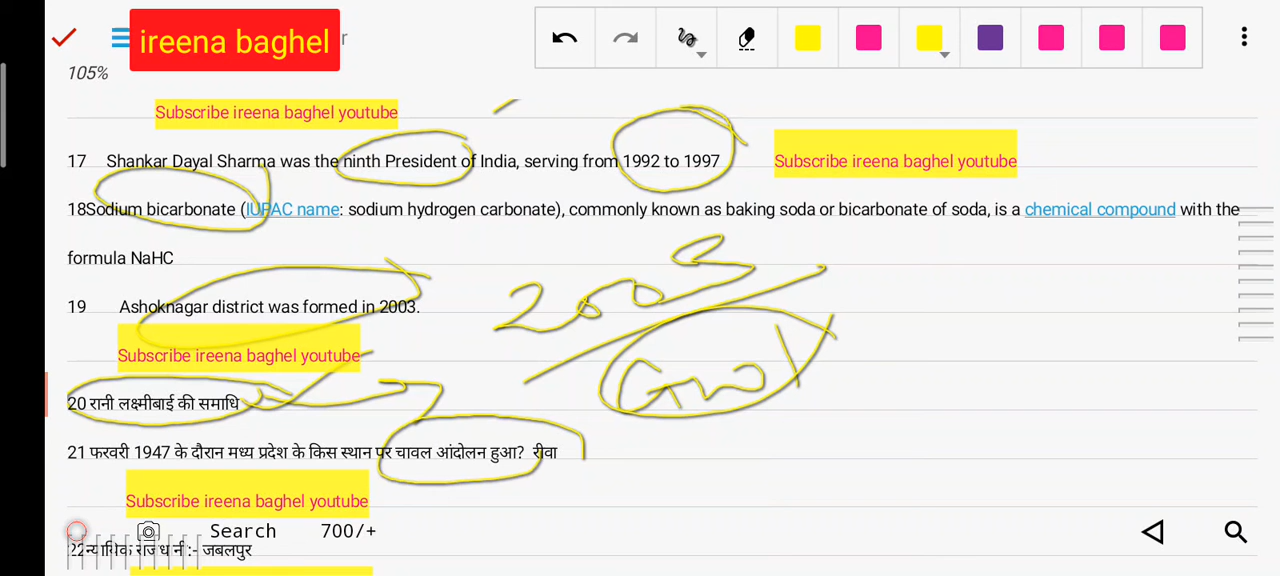 ireena baghel r
105%
Subscribe ireena baghel youtube
17 Shankar Dayal Sharma was the ninth President of India, serving from 1992 to 1997 Subscribe ireena baghel youtube
18Sodium bicarbonate (IUPAC name: sodium hydrogen carbonate), commonly known as baking soda or bicarbonate of soda, is a chemical compound with the
formula NaHC
19 Ashoknagar district was formed in 2003.
2003
Subscribe ireena baghel youtube
20 रानी लक्ष्मीबाई की समाधि
21 फरवरी 1947 के दौरान मध्य प्रदेश के किस स्थान पर चावल आंदोलन हुआ? रीवा
Subscribe ireena baghel youtube
Search 700/+
22न्यायिक राजधानी :- जबलपुर